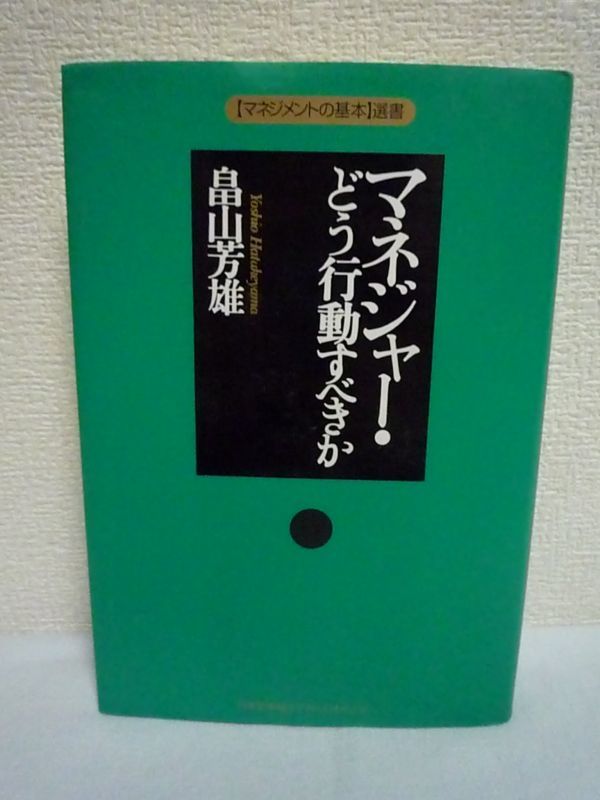 【マネジメントの基本】選書
マネジャー・
どう行動すべきか
畠山芳雄
Yoshio Hatakeyama